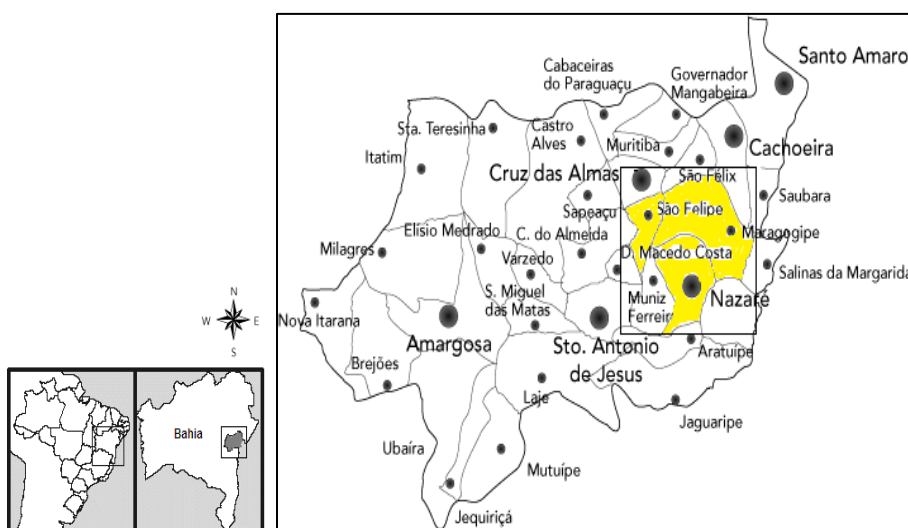 Santo Amaro
Cabaceiras
do Paraguaçu
Governador
Mangabeira
Sta. Teresinha
Castro
Alves
Muritiba
Cachoeira
Itatim
Cruz das Almas
São Félix
Saubara
Sapeaçu
São Felipe
Elisio Medrado
C. do Almeida
Maragogipe
Milagres
Varzedo
D. Macedo Costa
Salinas da Margarida
S. Miguel
das Matas
Muniz
Ferreir
Nazaré
Nova Itarana
Amargosa
Sto. Antonio
de Jesus
Aratuípe
Brejões
Laje
Jaguaripe
Ubaíra
Mutuípe
Jequiriçá
N
W E
S
Bahia